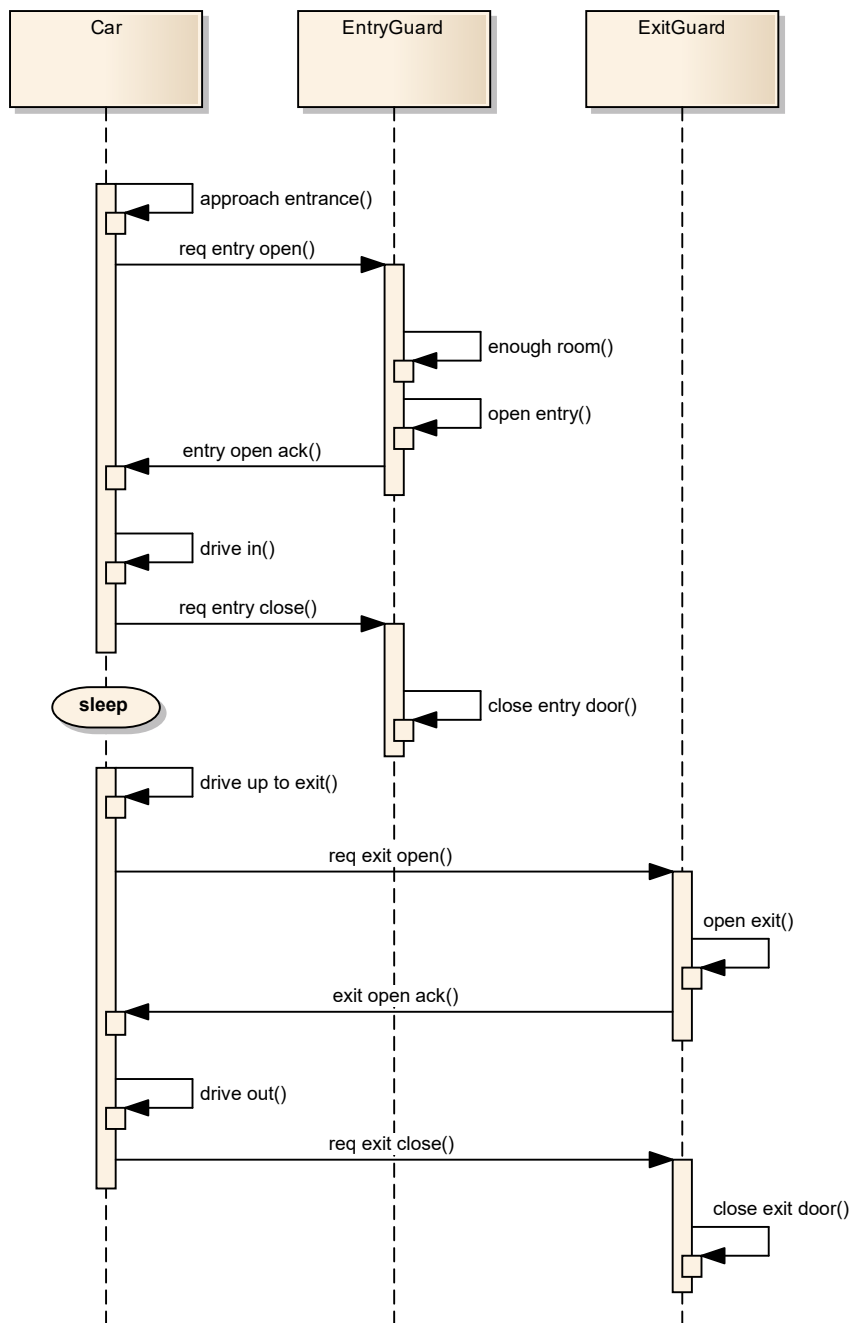 Car
EntryGuard
ExitGuard
approach entrance()
req entry open()
enough room()
open entry()
entry open ack()
drive in()
req entry close()
close entry door()
sleep
drive up to exit()
req exit open()
open exit()
exit open ack()
drive out()
req exit close()
close exit door()